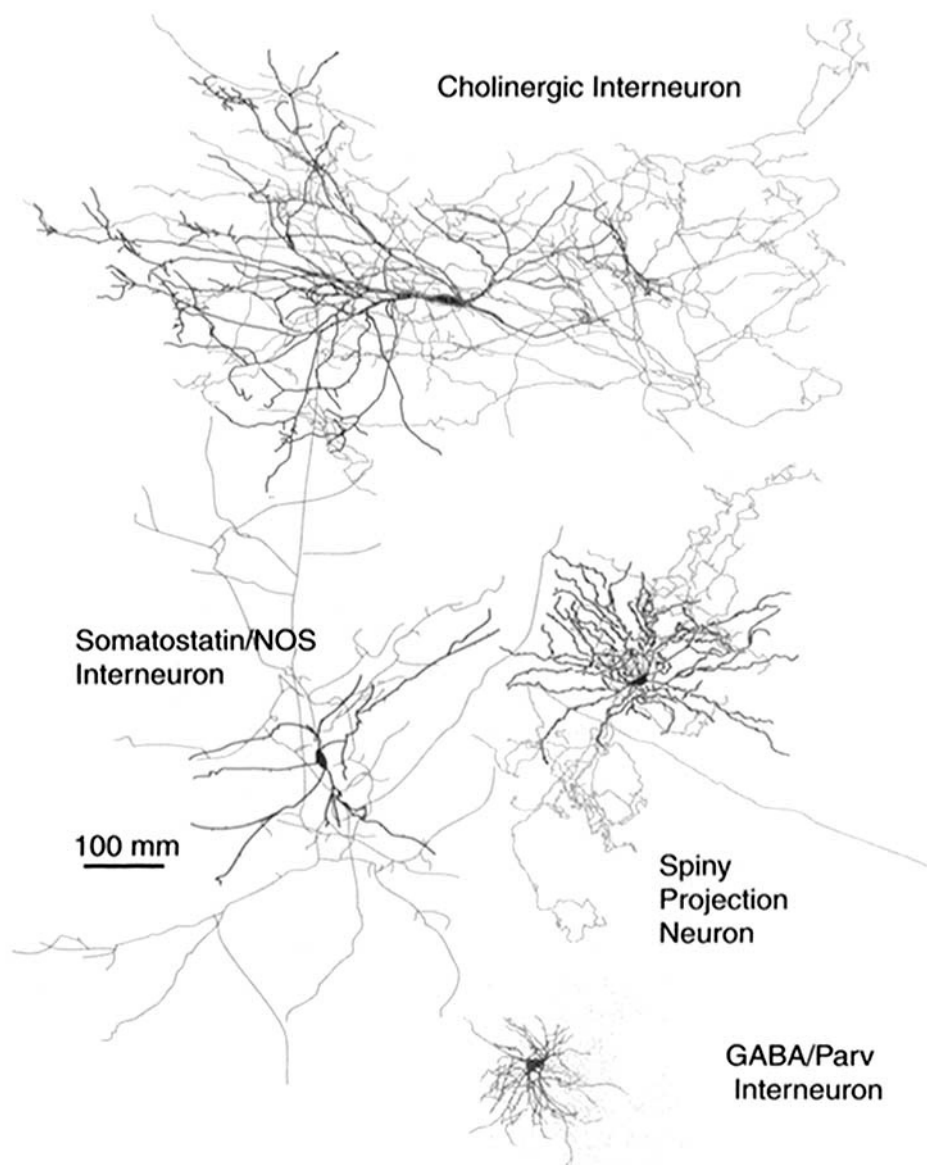 Cholinergic Interneuron
Somatostatin/NOS
Interneuron
100 mm
Spiny
Projection
Neuron
GABA/Parv
Interneuron